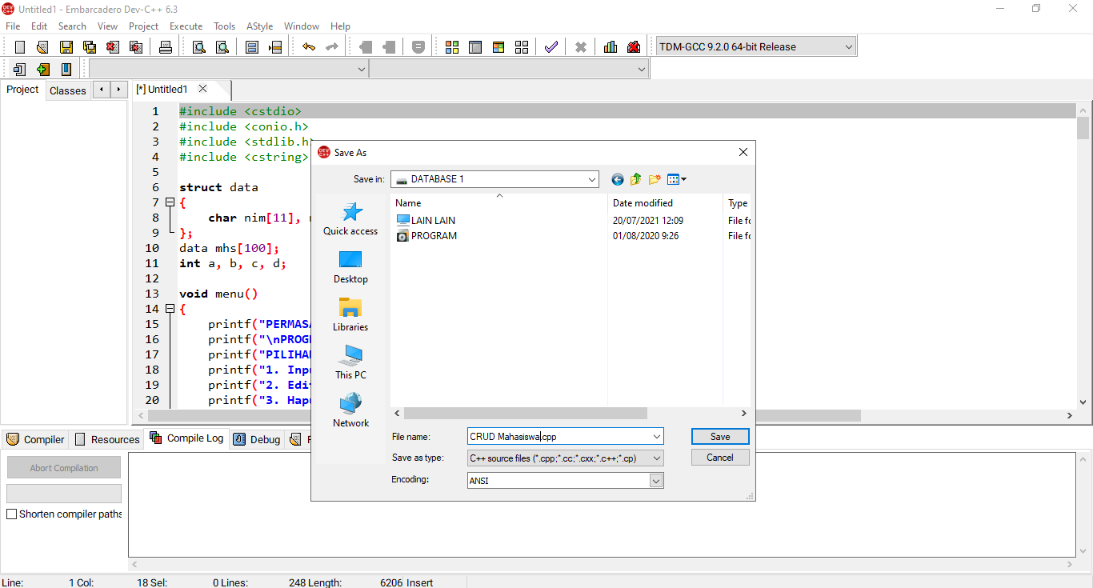 Untitled1 - Embarcadero Dev-C++ 6.3
File Edit Search View Project Execute Tools AStyle Window Help
TDM-GCC 9.2.0 64-bit Release
Project Classes [*] Untitled1
1 #include <cstdio>
2 #include <conio.h>
3 #include <stdlib.h>
4 #include <cstring>
5
6 struct data
7 {
8 char nim[11],
9 };
10 data mhs[100];
11 int a, b, c, d;
12
13 void menu()
14 {
15 printf("PERMASA
16 printf("\nPROG
17 printf("PILIHA
18 printf("1. Inp
19 printf("2. Edi
20 printf("3. Hap
Save As
Save in: DATABASE 1
Name Date modified Type
LAIN LAIN 20/07/2021 12:09 File fo
PROGRAM 01/08/2020 9:26 File fo
Quick access
Desktop
Libraries
This PC
Network
File name: CRUD Mahasiswa.cpp Save
Save as type: C++ source files (*.cpp;*.cc;*.cxx;*.c++;*.cp) Cancel
Encoding: ANSI
Compiler Resources Compile Log Debug
Abort Compilation
Shorten compiler paths
Line: 1 Col: 18 Sel: 0 Lines: 248 Length: 6206 Insert